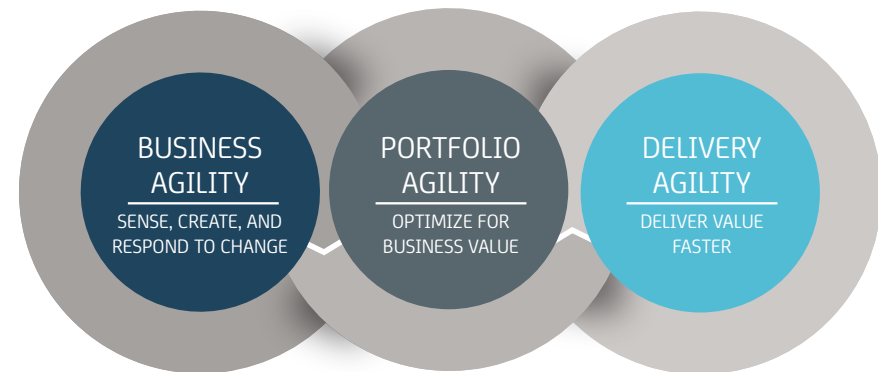 BUSINESS
AGILITY
SENSE, CREATE, AND
RESPOND TO CHANGE
PORTFOLIO
AGILITY
OPTIMIZE FOR
BUSINESS VALUE
DELIVERY
AGILITY
DELIVER VALUE
FASTER